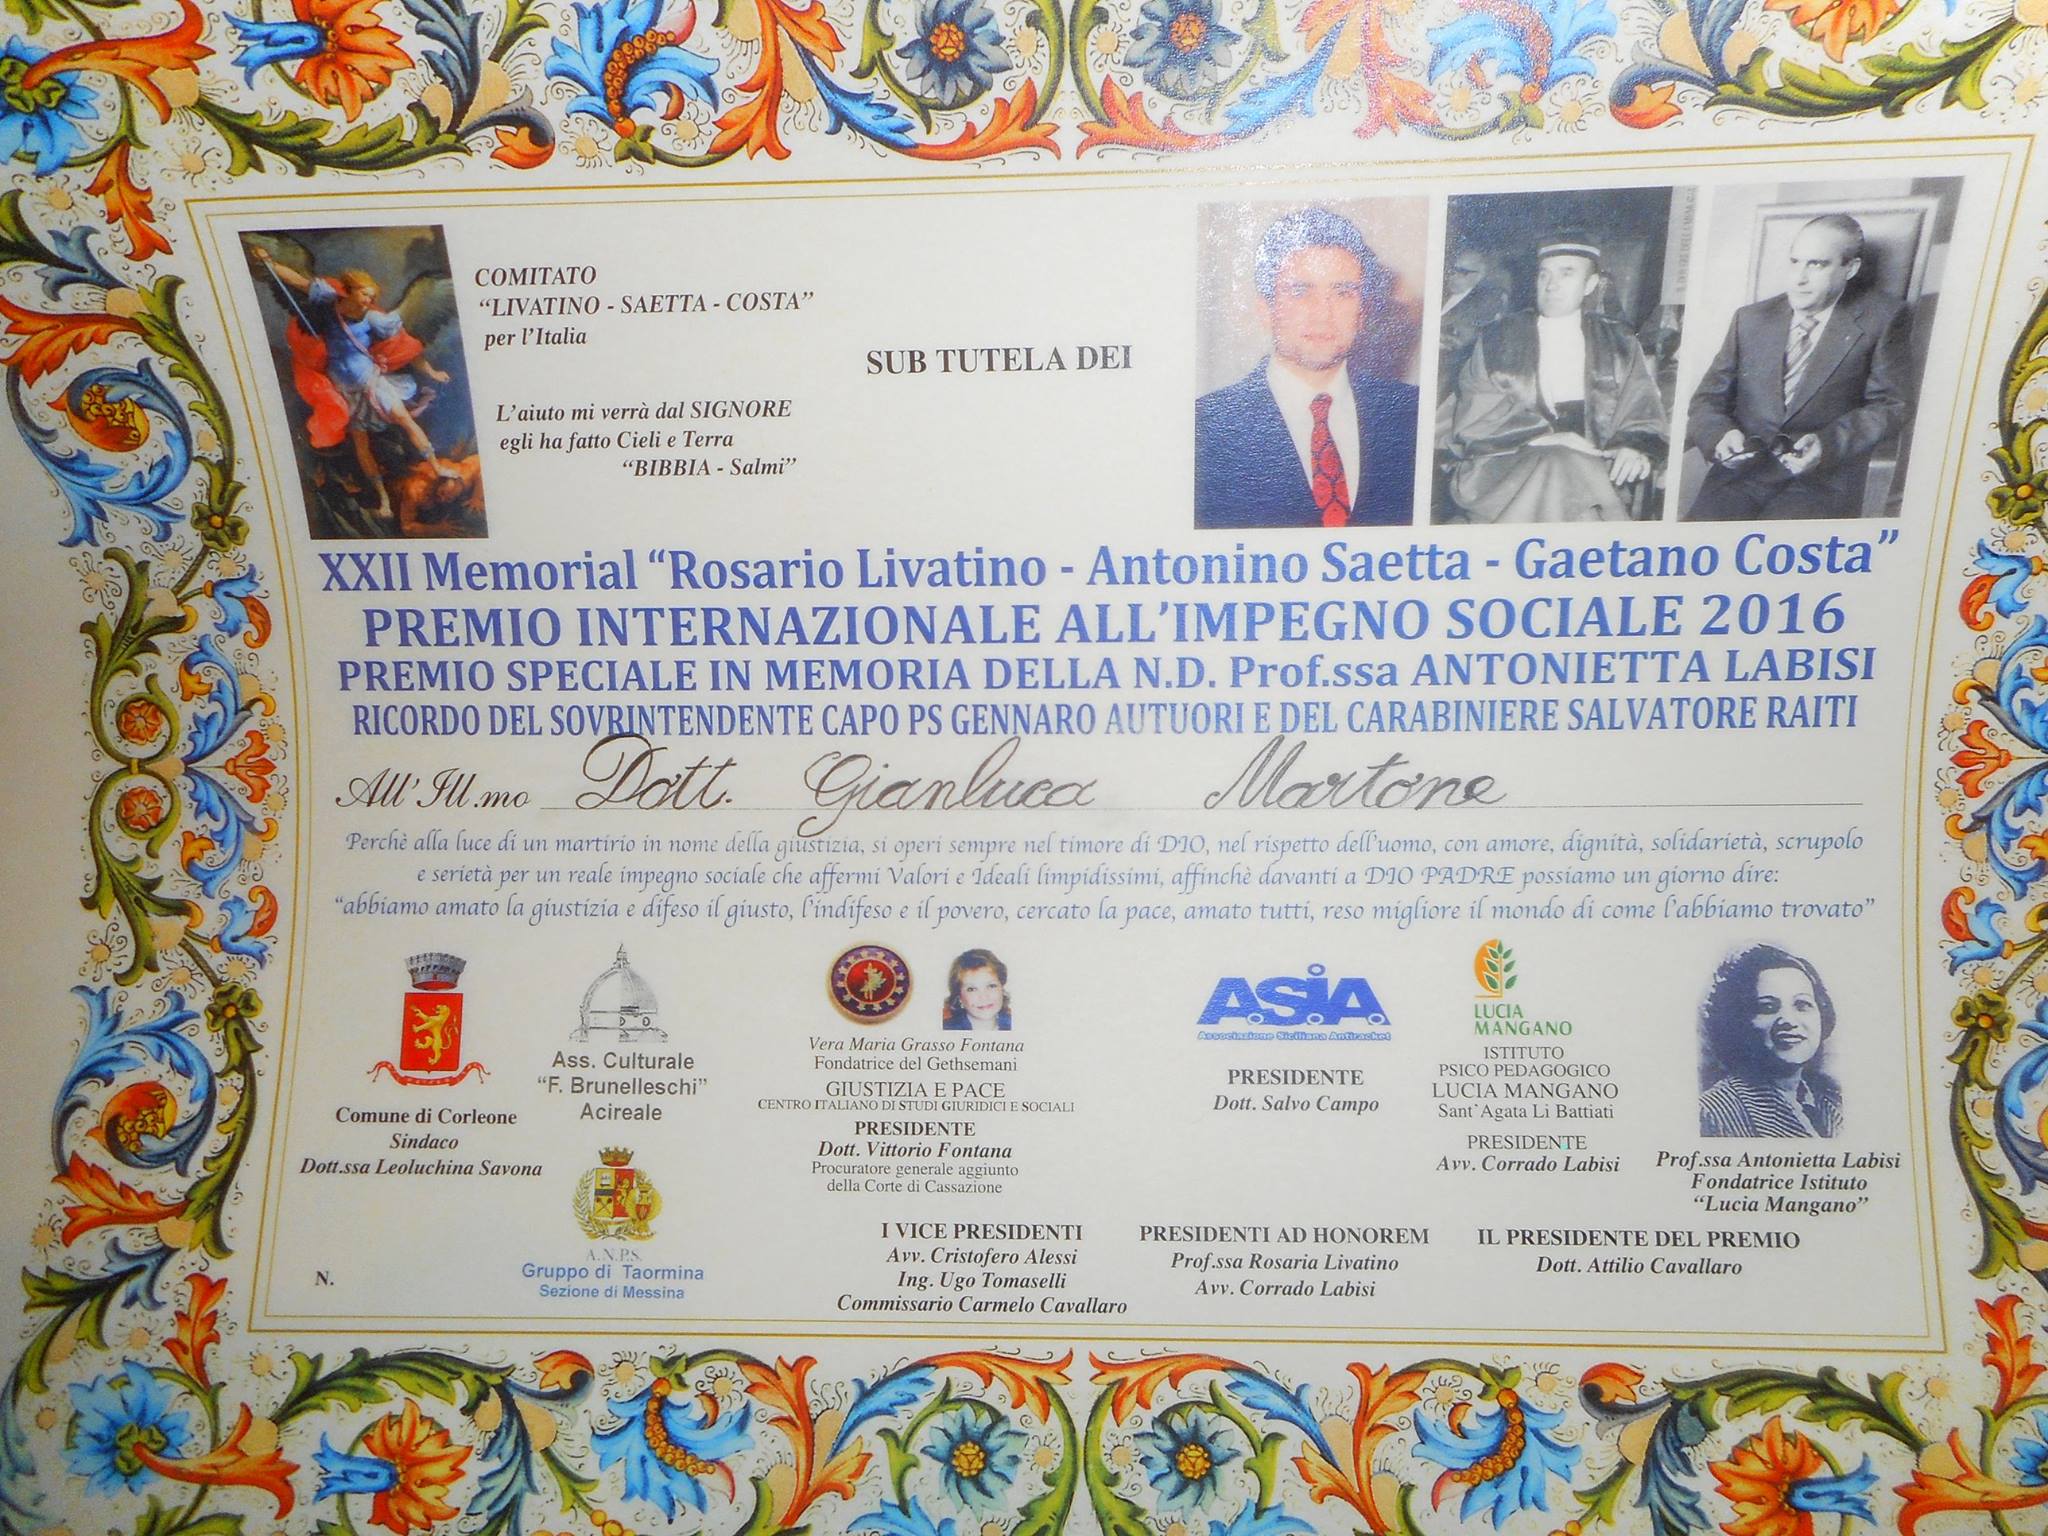 COMITATO
“LIVATINO - SAETTA - COSTA”
per l’Italia
SUB TUTELA DEI
L’aiuto mi verrà dal SIGNORE
egli ha fatto Cieli e Terra
“BIBBIA - Salmi”
XXII Memorial “Rosario Livatino - Antonino Saetta - Gaetano Costa”
PREMIO INTERNAZIONALE ALL’IMPEGNO SOCIALE 2016
PREMIO SPECIALE IN MEMORIA DELLA N.D. Prof.ssa ANTONIETTA LABISI
RICORDO DEL SOVRINTENDENTE CAPO PS GENNARO AUTUORI E DEL CARABINIERE SALVATORE RAITI
All’Ill.mo Dott. Gianluca Martone
Perchè alla luce di un martirio in nome della giustizia, si operi sempre nel timore di DIO, nel rispetto dell’uomo, con amore, dignità, solidarietà, scrupolo
e serietà per un reale impegno sociale che affermi Valori e Ideali limpidissimi, affinchè davanti a DIO PADRE possiamo un giorno dire:
“abbiamo amato la giustizia e difeso il giusto, l’indifeso e il povero, cercato la pace, amato tutti, reso migliore il mondo di come l’abbiamo trovato”
Comune di Corleone
Sindaco
Dott.ssa Leoluchina Savona
Ass. Culturale
“F. Brunelleschi”
Acireale
A.N.P.S.
Gruppo di Taormina
Sezione di Messina
Vera Maria Grasso Fontana
Fondatrice del Gethsemani
GIUSTIZIA E PACE
CENTRO ITALIANO DI STUDI GIURIDICI E SOCIALI
PRESIDENTE
Dott. Vittorio Fontana
Procuratore generale aggiunto
della Corte di Cassazione
A.S.I.A.
Associazione Siciliana Antiracket
PRESIDENTE
Dott. Salvo Campo
LUCIA
MANGANO
ISTITUTO
PSICO PEDAGOGICO
LUCIA MANGANO
Sant’Agata Li Battiati
PRESIDENTE
Avv. Corrado Labisi
Prof.ssa Antonietta Labisi
Fondatrice Istituto
“Lucia Mangano”
I VICE PRESIDENTI
Avv. Cristofero Alessi
Ing. Ugo Tomaselli
Commissario Carmelo Cavallaro
PRESIDENTI AD HONOREM
Prof.ssa Rosaria Livatino
Avv. Corrado Labisi
IL PRESIDENTE DEL PREMIO
Dott. Attilio Cavallaro
N.